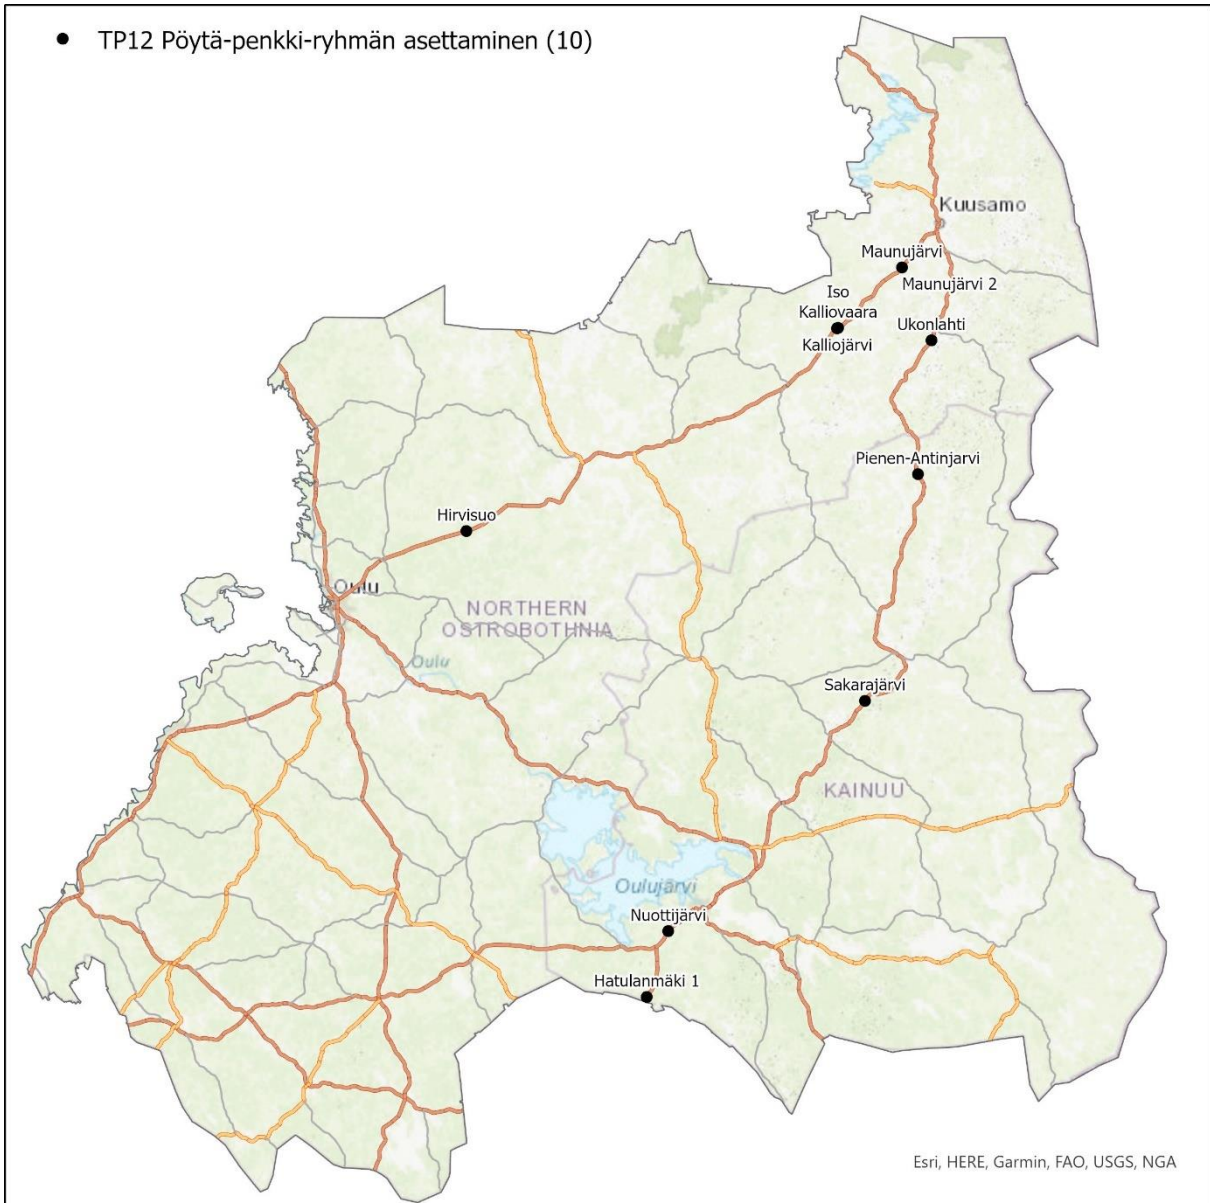 TP12 Pöytä-penkki-ryhmän asettaminen (10)
Kuusamo
Maunujärvi
Maunujärvi 2
Iso
Kalliovaara
Kalliojärvi
Ukonlahti
Pienen-Antinjarvi
Hirvisuo
Oulu
NORTHERN
OSTROBOTHNIA
Oulu
Sakarajärvi
KAINUU
Oulujärvi
Nuottijärvi
Hatulanmäki 1
Esri, HERE, Garmin, FAO, USGS, NGA